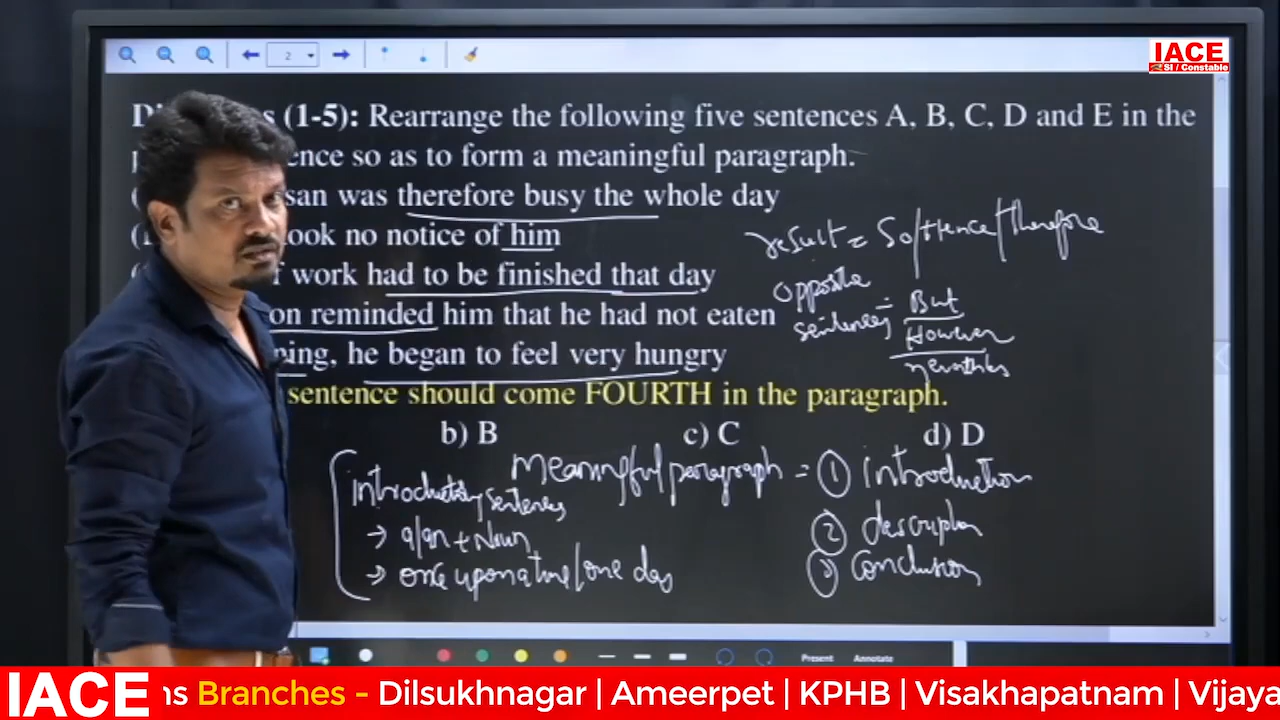 IACE
SI / Constable
2
s (1-5): Rearrange the following five sentences A, B, C, D and E in the
ence so as to form a meaningful paragraph.
san was therefore busy the whole day
ook no notice of him
f work had to be finished that day
on reminded him that he had not eaten
ning, he began to feel very hungry
sentence should come FOURTH in the paragraph.
b) B c) C d) D
result = So/Hence/therefore
opposite
sentences = But
However
Meaningful paragraph = ① introduction
② description
③ Conclusion
introductory sentences
→ a/an + Noun
→ once upon a time/one day
Present Annotate
IACE ns Branches - Dilsukhnagar | Ameerpet | KPHB | Visakhapatnam | Vijaya